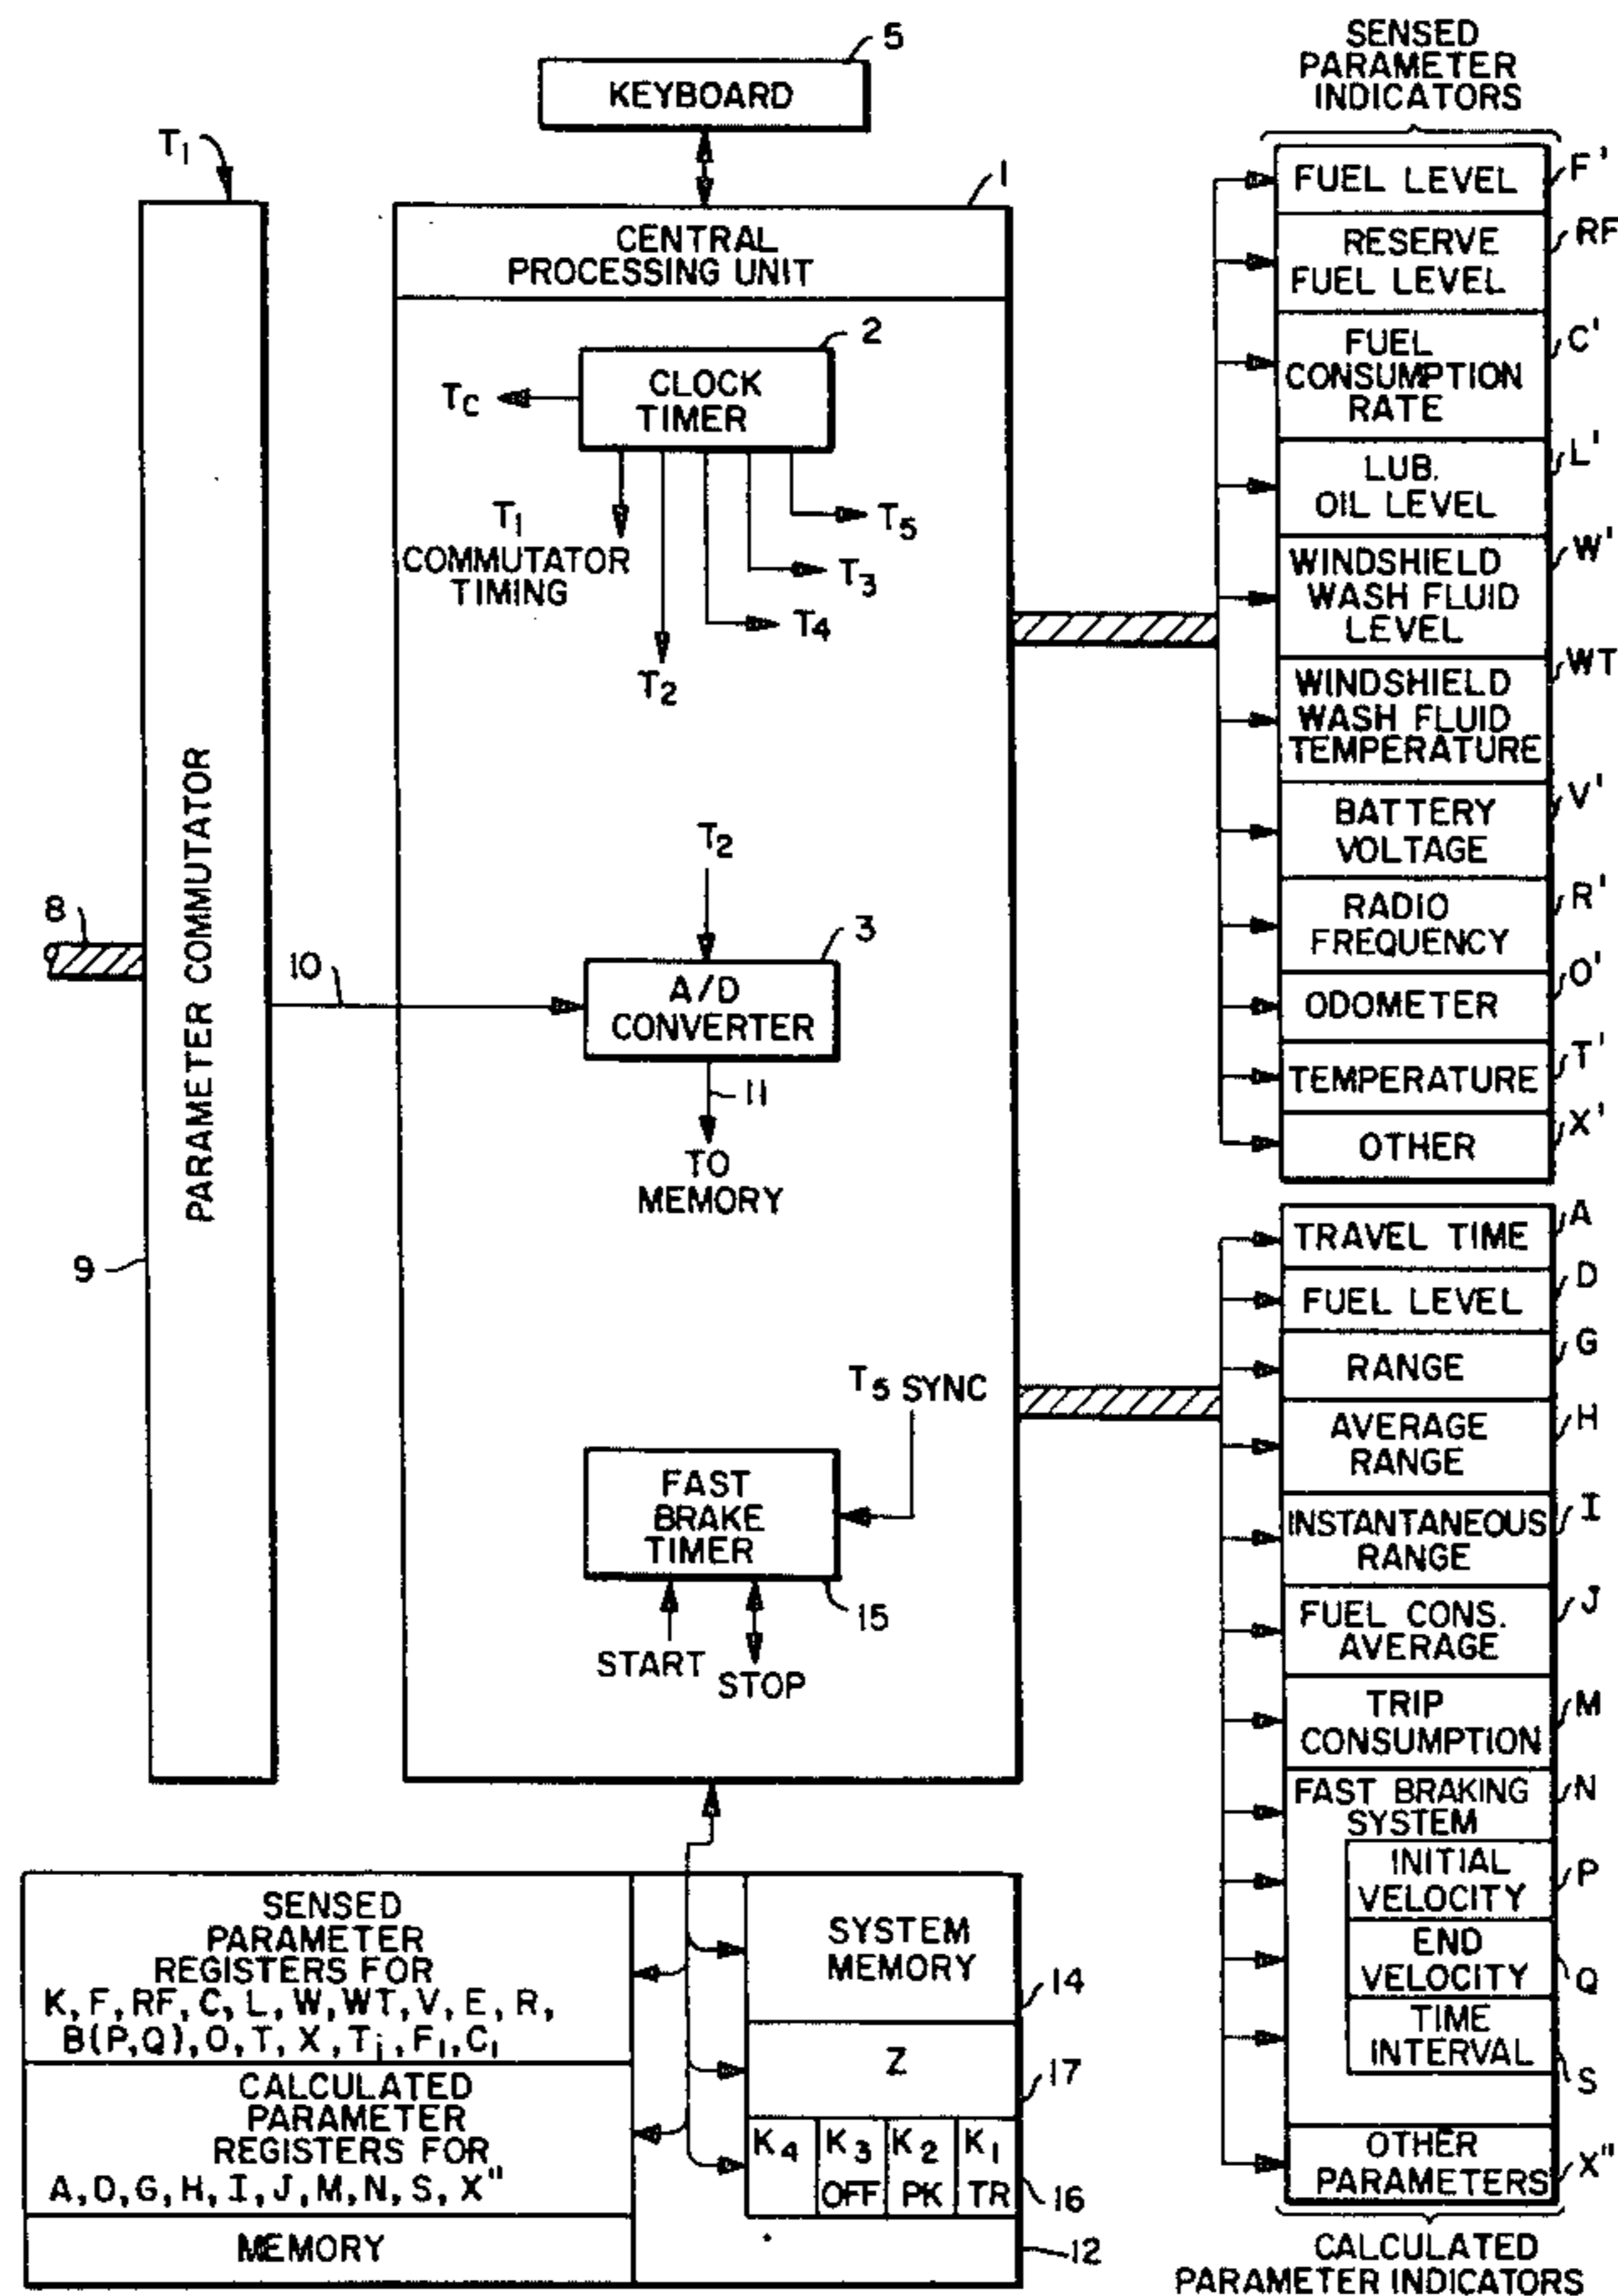 5
KEYBOARD
T1
1
CENTRAL
PROCESSING UNIT
2
CLOCK
TIMER
TC
T1
COMMUTATOR
TIMING
T5
T3
T4
T2
PARAMETER COMMUTATOR
8
9
10
T2
3
A/D
CONVERTER
11
TO
MEMORY
T5 SYNC
FAST
BRAKE
TIMER
15
START
STOP
SENSED
PARAMETER
INDICATORS
FUEL LEVEL
F'
RESERVE
FUEL LEVEL
RF
FUEL
CONSUMPTION
RATE
C'
LUB.
OIL LEVEL
L'
WINDSHIELD
WASH FLUID
LEVEL
W'
WINDSHIELD
WASH FLUID
TEMPERATURE
WT
BATTERY
VOLTAGE
V'
RADIO
FREQUENCY
R'
ODOMETER
O'
TEMPERATURE
T'
OTHER
X'
TRAVEL TIME
A
FUEL LEVEL
D
RANGE
G
AVERAGE
RANGE
H
INSTANTANEOUS
RANGE
I
FUEL CONS.
AVERAGE
J
TRIP
CONSUMPTION
M
FAST BRAKING
SYSTEM
N
INITIAL
VELOCITY
P
END
VELOCITY
Q
TIME
INTERVAL
S
OTHER
PARAMETERS
X"
CALCULATED
PARAMETER INDICATORS
SENSED
PARAMETER
REGISTERS FOR
K, F, RF, C, L, W, WT, V, E, R,
B(P,Q), O, T, X, Ti, F1, C1
CALCULATED
PARAMETER
REGISTERS FOR
A, D, G, H, I, J, M, N, S, X"
MEMORY
SYSTEM
MEMORY
14
Z
17
K4
K3
OFF
K2
PK
K1
TR
16
12